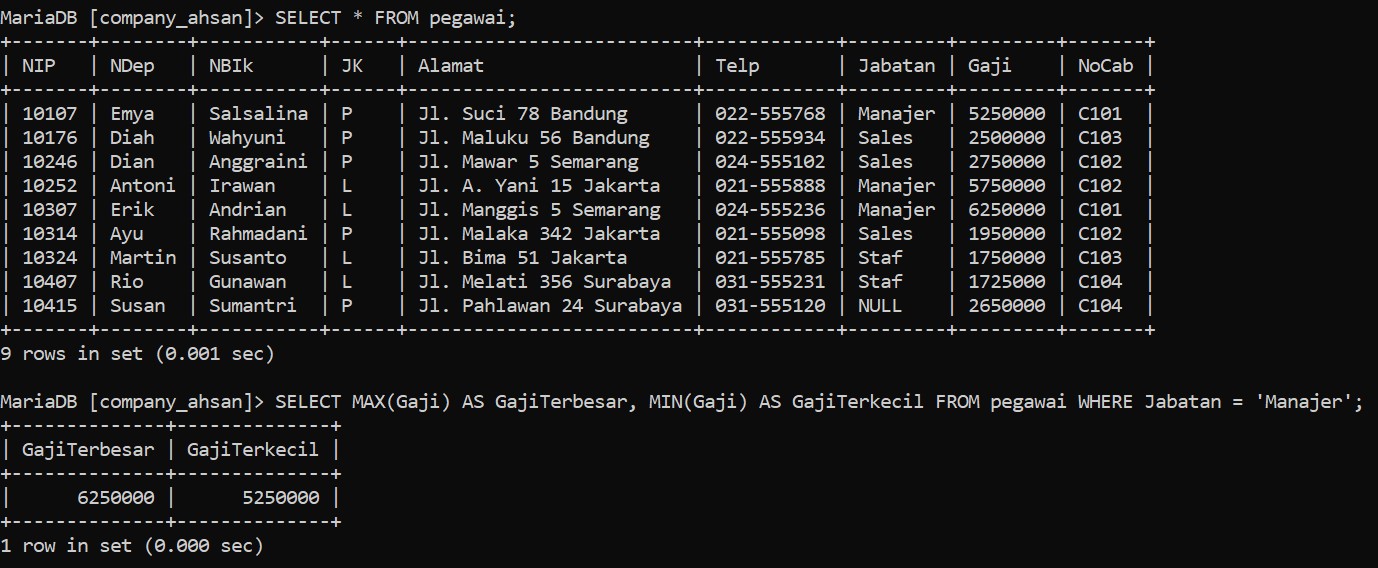 MariaDB [company_ahsan]> SELECT * FROM pegawai;
+-------+--------+-----------+------+--------------------------+------------+---------+---------+-------+
| NIP   | NDep   | NBIk      | JK   | Alamat                   | Telp       | Jabatan | Gaji    | NoCab |
+-------+--------+-----------+------+--------------------------+------------+---------+---------+-------+
| 10107 | Emya   | Salsalina | P    | Jl. Suci 78 Bandung      | 022-555768 | Manajer | 5250000 | C101  |
| 10176 | Diah   | Wahyuni   | P    | Jl. Maluku 56 Bandung    | 022-555934 | Sales   | 2500000 | C103  |
| 10246 | Dian   | Anggraini | P    | Jl. Mawar 5 Semarang     | 024-555102 | Sales   | 2750000 | C102  |
| 10252 | Antoni | Irawan    | L    | Jl. A. Yani 15 Jakarta   | 021-555888 | Manajer | 5750000 | C102  |
| 10307 | Erik   | Andrian   | L    | Jl. Manggis 5 Semarang   | 024-555236 | Manajer | 6250000 | C101  |
| 10314 | Ayu    | Rahmadani | P    | Jl. Malaka 342 Jakarta   | 021-555098 | Sales   | 1950000 | C102  |
| 10324 | Martin | Susanto   | L    | Jl. Bima 51 Jakarta      | 021-555785 | Staf    | 1750000 | C103  |
| 10407 | Rio    | Gunawan   | L    | Jl. Melati 356 Surabaya  | 031-555231 | Staf    | 1725000 | C104  |
| 10415 | Susan  | Sumantri  | P    | Jl. Pahlawan 24 Surabaya | 031-555120 | NULL    | 2650000 | C104  |
+-------+--------+-----------+------+--------------------------+------------+---------+---------+-------+
9 rows in set (0.001 sec)
MariaDB [company_ahsan]> SELECT MAX(Gaji) AS GajiTerbesar, MIN(Gaji) AS GajiTerkecil FROM pegawai WHERE Jabatan = 'Manajer';
+--------------+--------------+
| GajiTerbesar | GajiTerkecil |
+--------------+--------------+
|      6250000 |      5250000 |
+--------------+--------------+
1 row in set (0.000 sec)